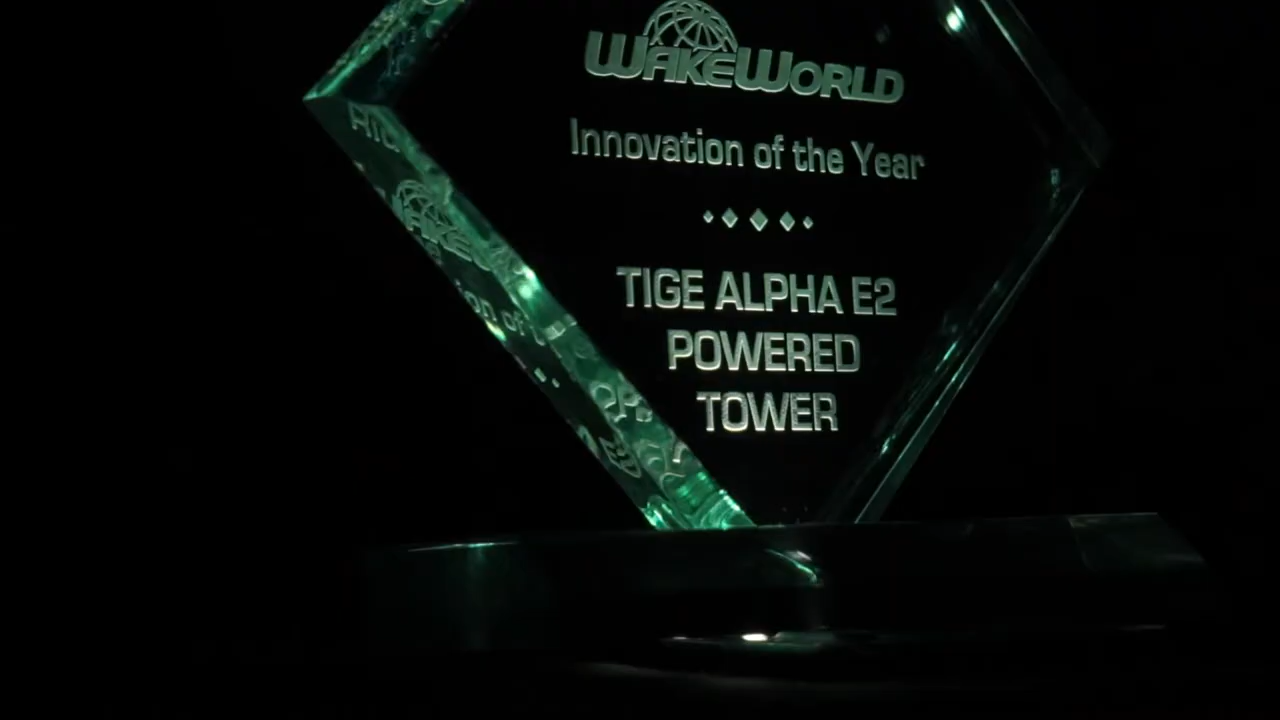 WAKEWORLD
Innovation of the Year
TIGE ALPHA E2
POWERED
TOWER